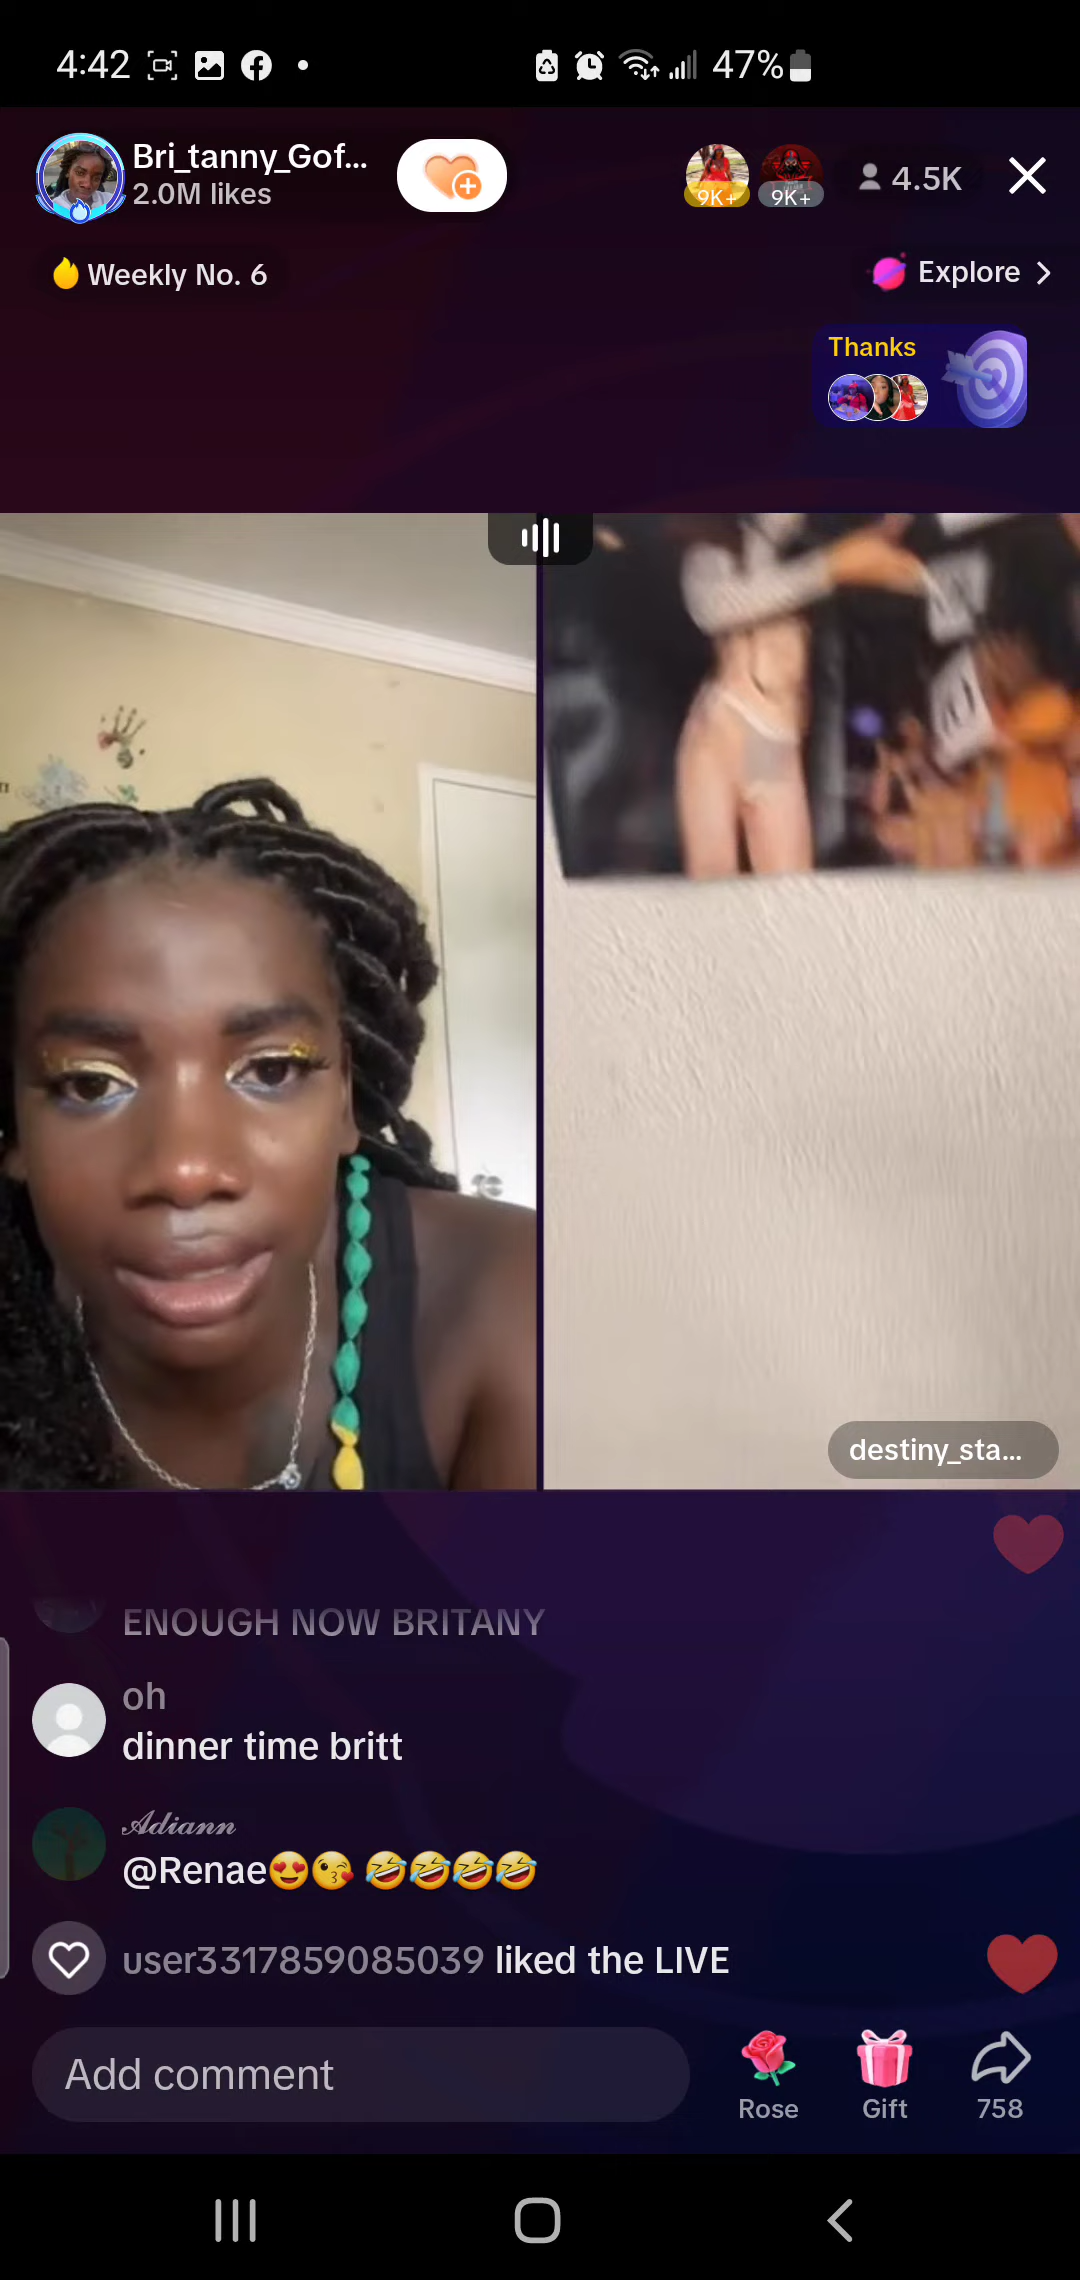 4:42
47%
Bri_tanny_Gof...
2.0M likes
9K+
9K+
4.5K
Weekly No. 6
Explore
Thanks
destiny_sta...
ENOUGH NOW BRITANY
oh
dinner time britt
𝒜𝒹𝒾𝒶𝓃𝓃
@Renae😍😘 🤣🤣🤣🤣
user3317859085039 liked the LIVE
Add comment
Rose
Gift
758